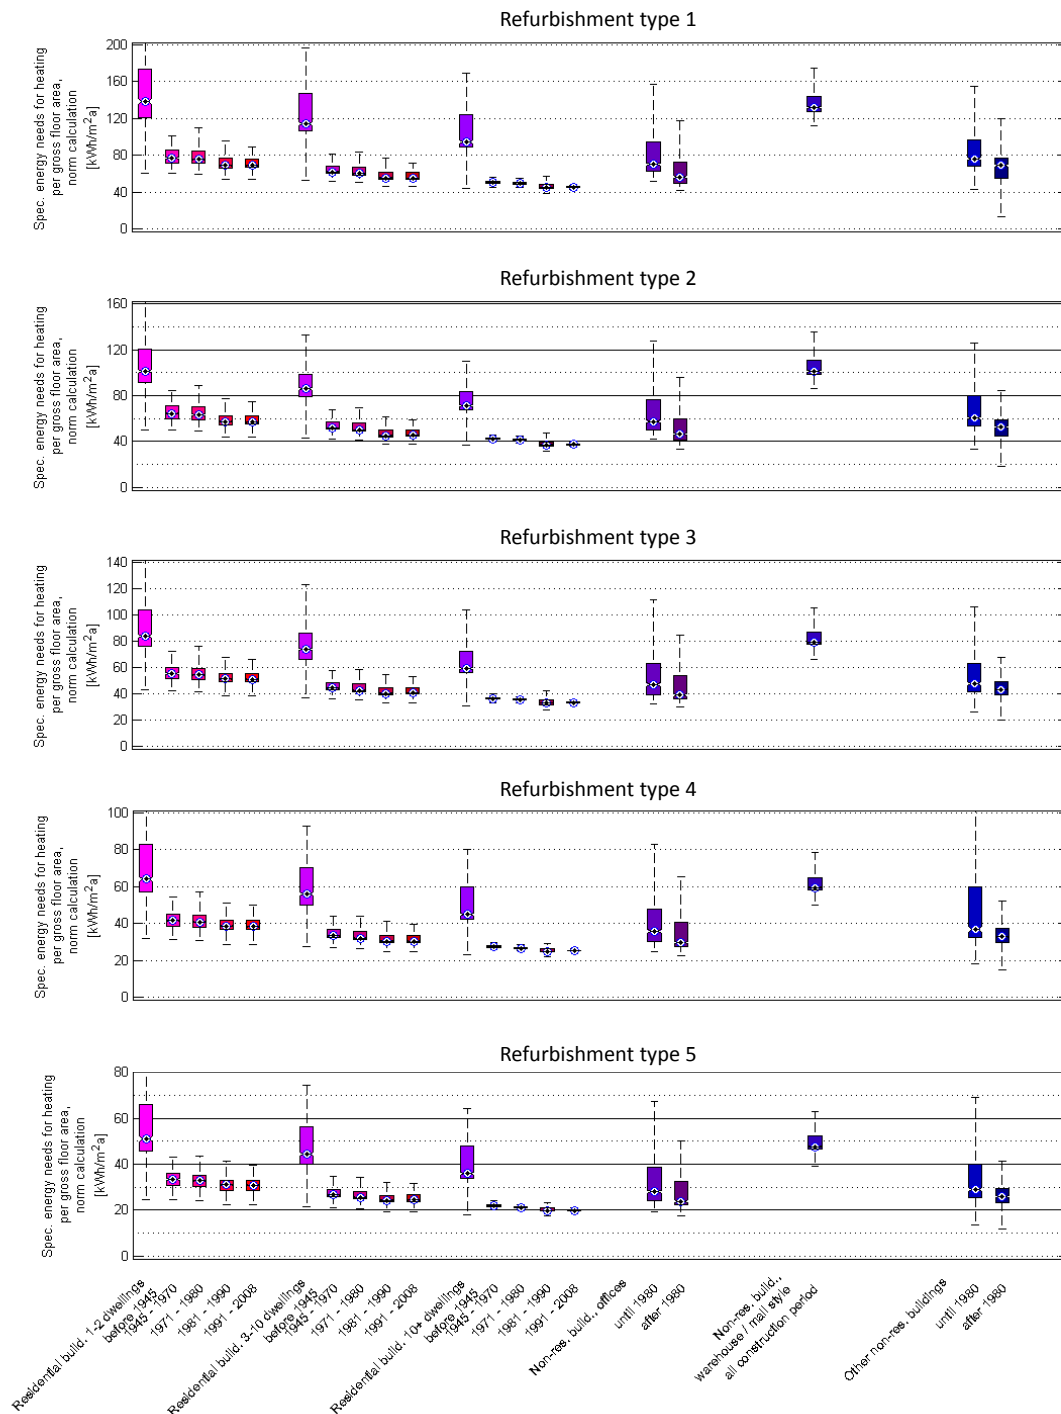 Refurbishment type 1
Spec. energy needs for heating
per gross floor area,
norm calculation
[kWh/m²a]
200
160
120
80
40
0
Refurbishment type 2
Spec. energy needs for heating
per gross floor area,
norm calculation
[kWh/m²a]
160
120
80
40
0
Refurbishment type 3
Spec. energy needs for heating
per gross floor area,
norm calculation
[kWh/m²a]
140
120
100
80
60
40
20
0
Refurbishment type 4
Spec. energy needs for heating
per gross floor area,
norm calculation
[kWh/m²a]
100
80
60
40
20
0
Refurbishment type 5
Spec. energy needs for heating
per gross floor area,
norm calculation
[kWh/m²a]
80
60
40
20
0
Residential build. 1-2 dwellings
before 1945
1945 - 1970
1971 - 1980
1981 - 1990
1991 - 2008
Residential build. 3-10 dwellings
before 1945
1945 - 1970
1971 - 1980
1981 - 1990
1991 - 2008
Residential build. 10+ dwellings
before 1945
1945 - 1970
1971 - 1980
1981 - 1990
1991 - 2008
Non-res. build., offices
until 1980
after 1980
Non-res. build.,
warehouse / mall style
all construction period
Other non-res. buildings
until 1980
after 1980